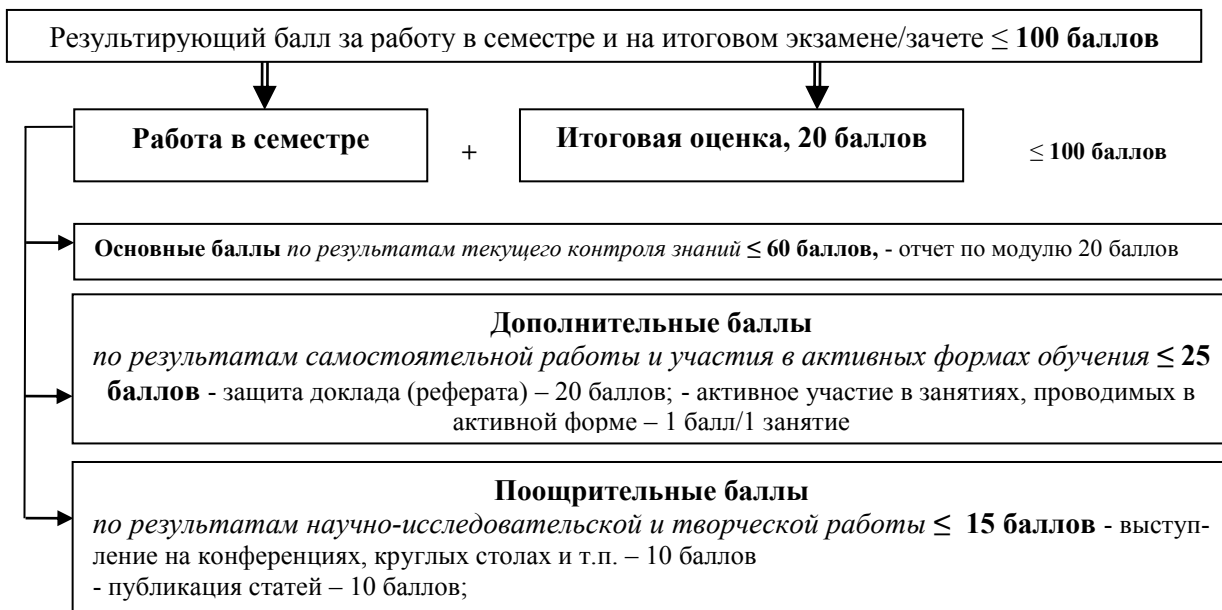 Результирующий балл за работу в семестре и на итоговом экзамене/зачете ≤ 100 баллов
Работа в семестре
+
Итоговая оценка, 20 баллов
≤ 100 баллов
Основные баллы по результатам текущего контроля знаний ≤ 60 баллов, - отчет по модулю 20 баллов
Дополнительные баллы
по результатам самостоятельной работы и участия в активных формах обучения ≤ 25
баллов - защита доклада (реферата) – 20 баллов; - активное участие в занятиях, проводимых в
активной форме – 1 балл/1 занятие
Поощрительные баллы
по результатам научно-исследовательской и творческой работы ≤ 15 баллов - выступ-
ление на конференциях, круглых столах и т.п. – 10 баллов
- публикация статей – 10 баллов;